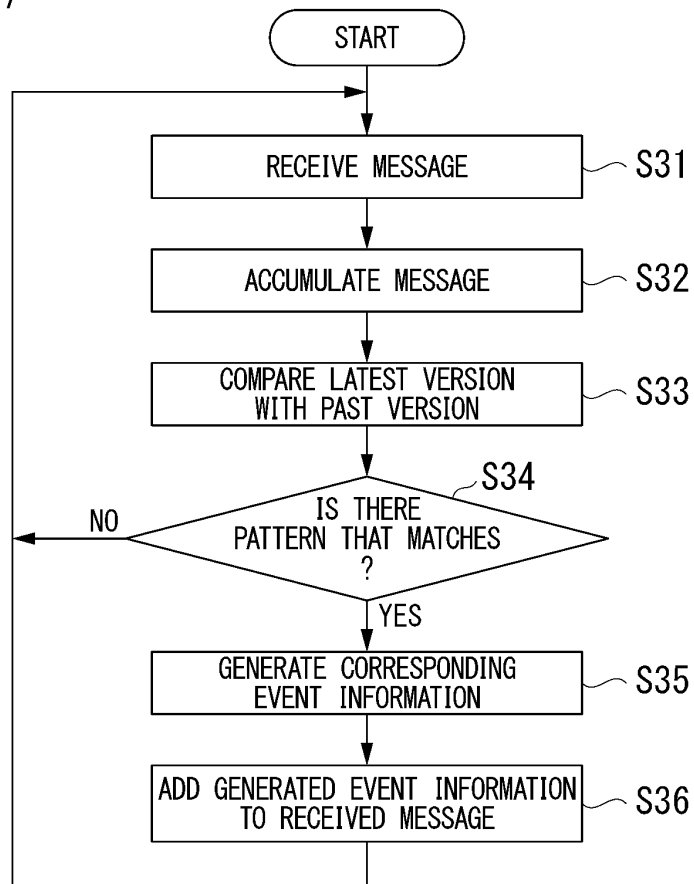 START
RECEIVE MESSAGE
S31
ACCUMULATE MESSAGE
S32
COMPARE LATEST VERSION
WITH PAST VERSION
S33
S34
IS THERE
PATTERN THAT MATCHES
?
NO
YES
GENERATE CORRESPONDING
EVENT INFORMATION
S35
ADD GENERATED EVENT INFORMATION
TO RECEIVED MESSAGE
S36